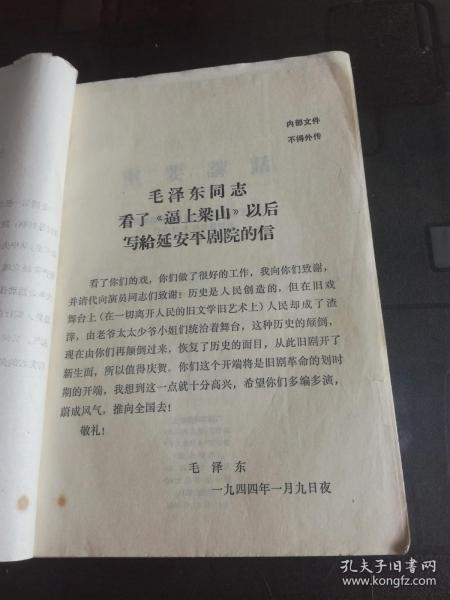 内部文件
不得外传
毛泽东同志
看了《逼上梁山》以后
写給延安平剧院的信
看了你们的戏，你们做了很好的工作，我向你们致谢，
并请代向演员同志们致谢：历史是人民创造的，但在旧戏
舞台上（在一切离开人民的旧文学旧艺术上）人民却成了渣
滓，由老爷太太少爷小姐们统治着舞台，这种历史的颠倒，
现在由你们再颠倒过来，恢复了历史的面目，从此旧剧开了
新生面，所以值得庆贺。你们这个开端将是旧剧革命的划时
期的开端，我想到这一点就十分高兴，希望你们多编多演，
蔚成风气，推向全国去！
敬礼！
毛泽东
一九四四年一月九日夜
孔夫子旧书网
www.kongfz.com